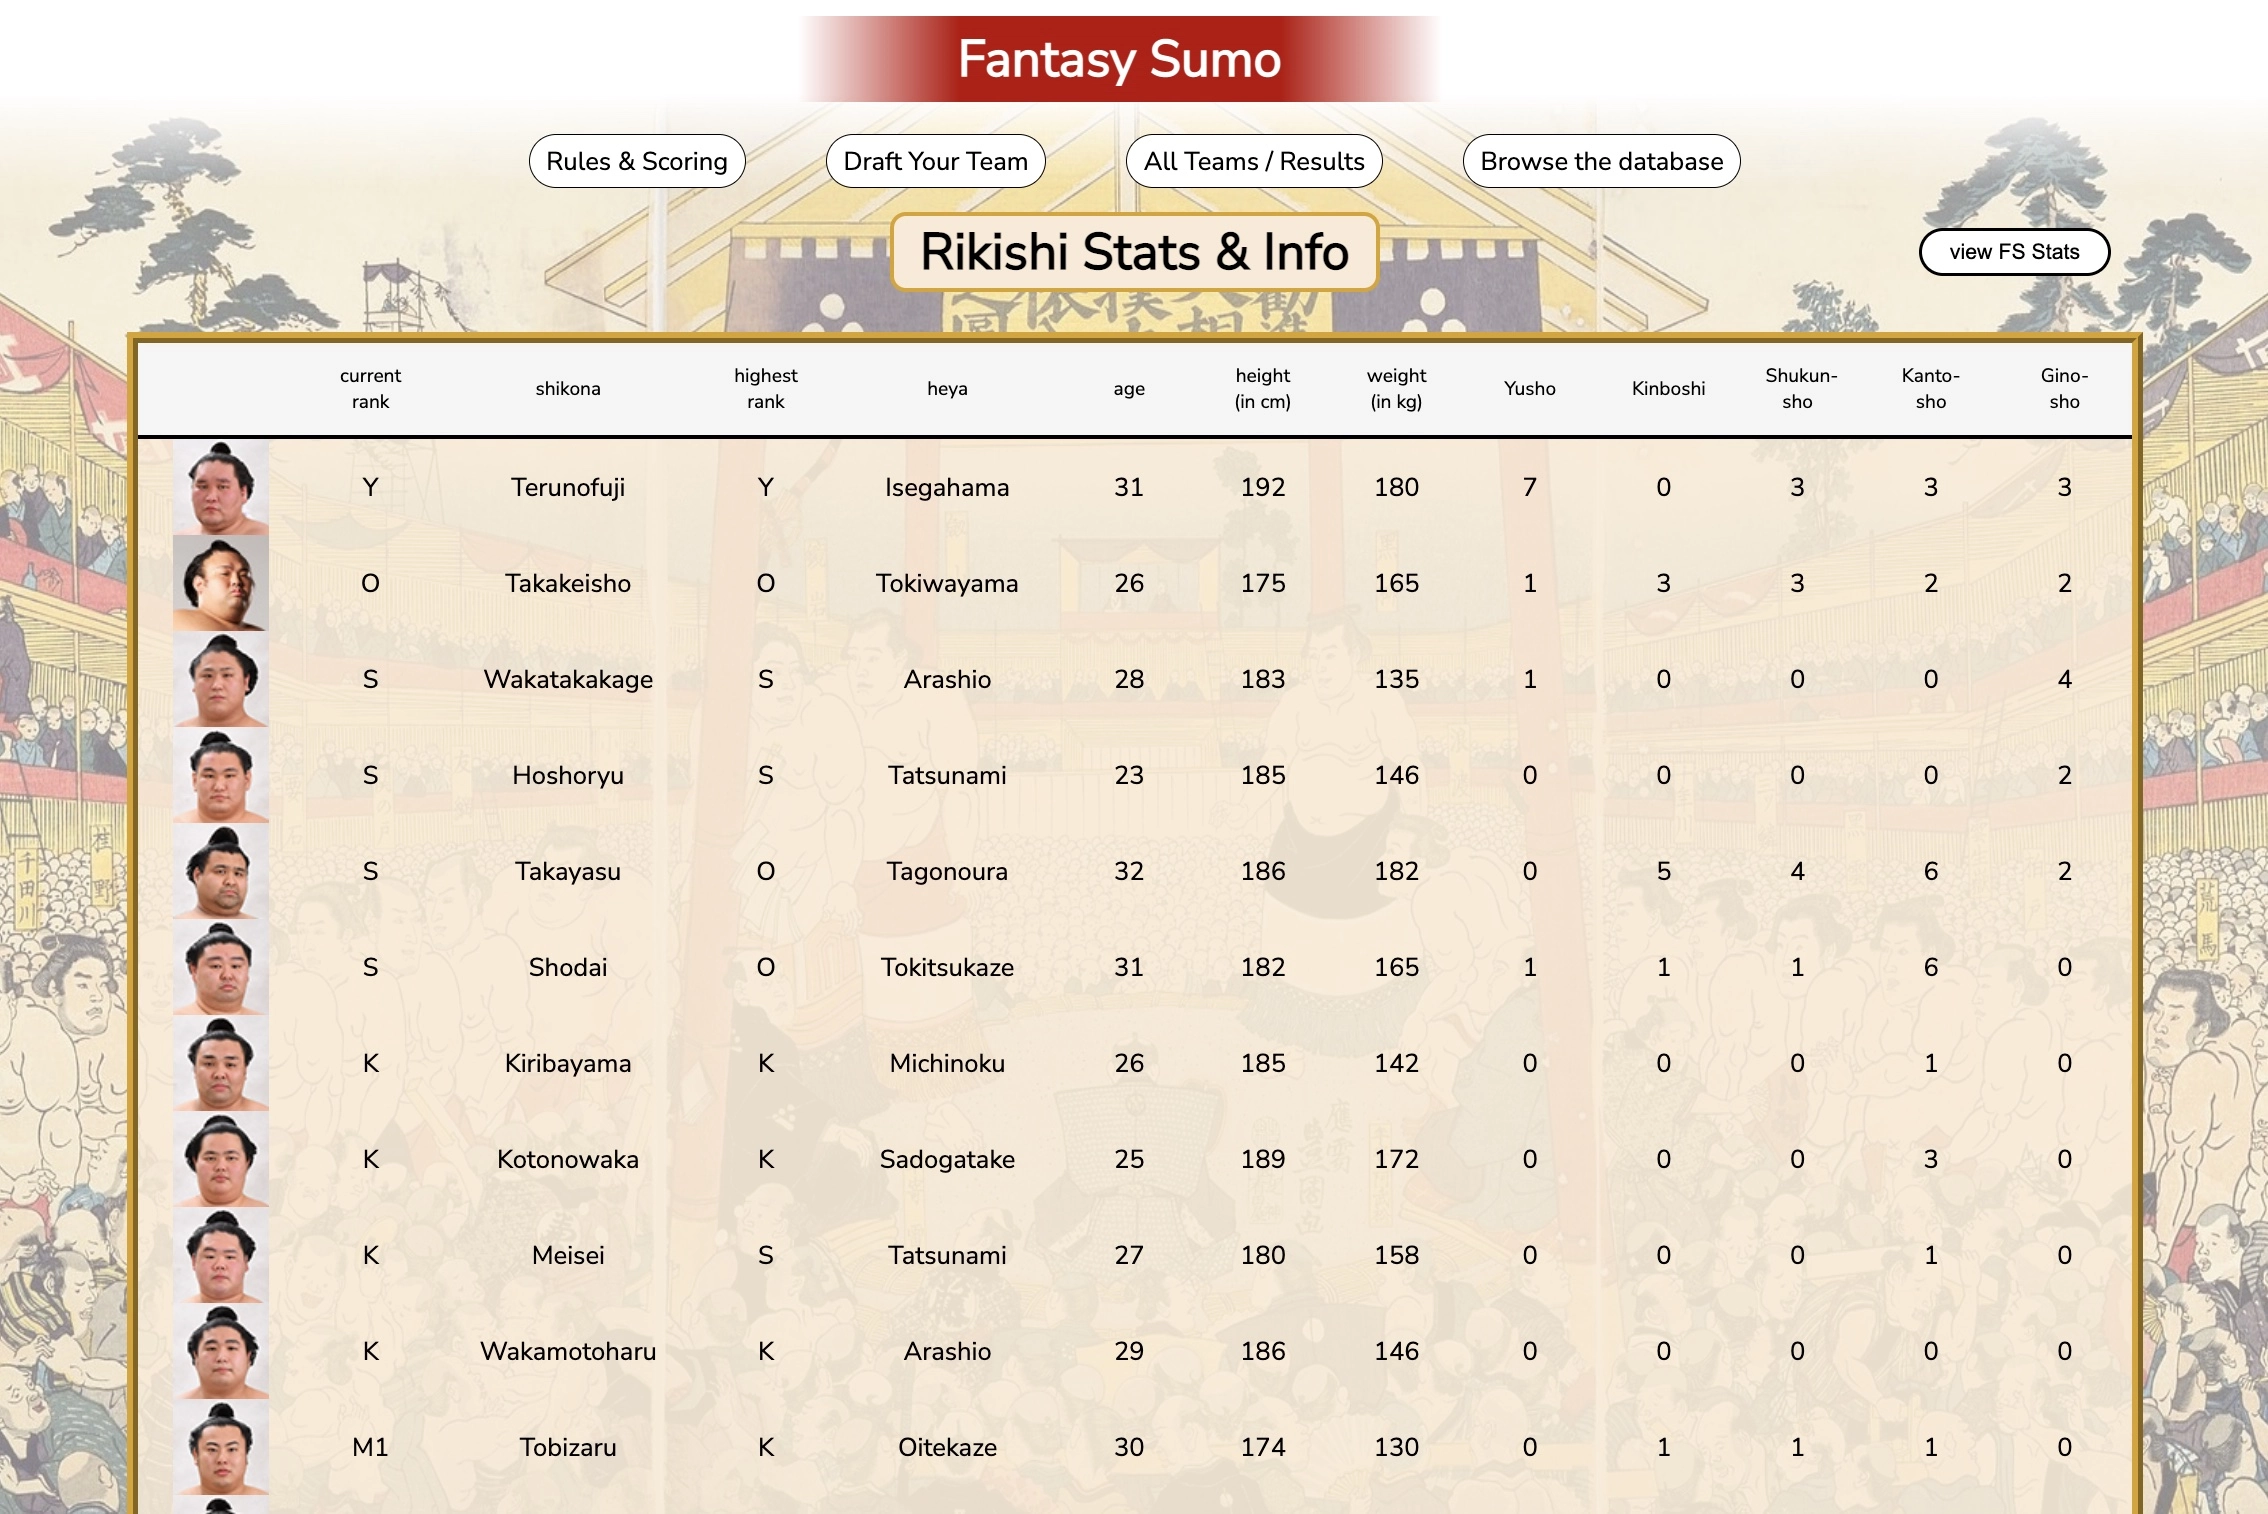 Fantasy Sumo
Rules & Scoring Draft Your Team All Teams / Results Browse the database
Rikishi Stats & Info
view FS Stats
current rank shikona highest rank heya age height (in cm) weight (in kg) Yusho Kinboshi Shukun-sho Kanto-sho Gino-sho
Y Terunofuji Y Isegahama 31 192 180 7 0 3 3 3
O Takakeisho O Tokiwayama 26 175 165 1 3 3 2 2
S Wakatakakage S Arashio 28 183 135 1 0 0 0 4
S Hoshoryu S Tatsunami 23 185 146 0 0 0 0 2
S Takayasu O Tagonoura 32 186 182 0 5 4 6 2
S Shodai O Tokitsukaze 31 182 165 1 1 1 6 0
K Kiribayama K Michinoku 26 185 142 0 0 0 1 0
K Kotonowaka K Sadogatake 25 189 172 0 0 0 3 0
K Meisei S Tatsunami 27 180 158 0 0 0 1 0
K Wakamotoharu K Arashio 29 186 146 0 0 0 0 0
M1 Tobizaru K Oitekaze 30 174 130 0 1 1 1 0
千田川
荒馬